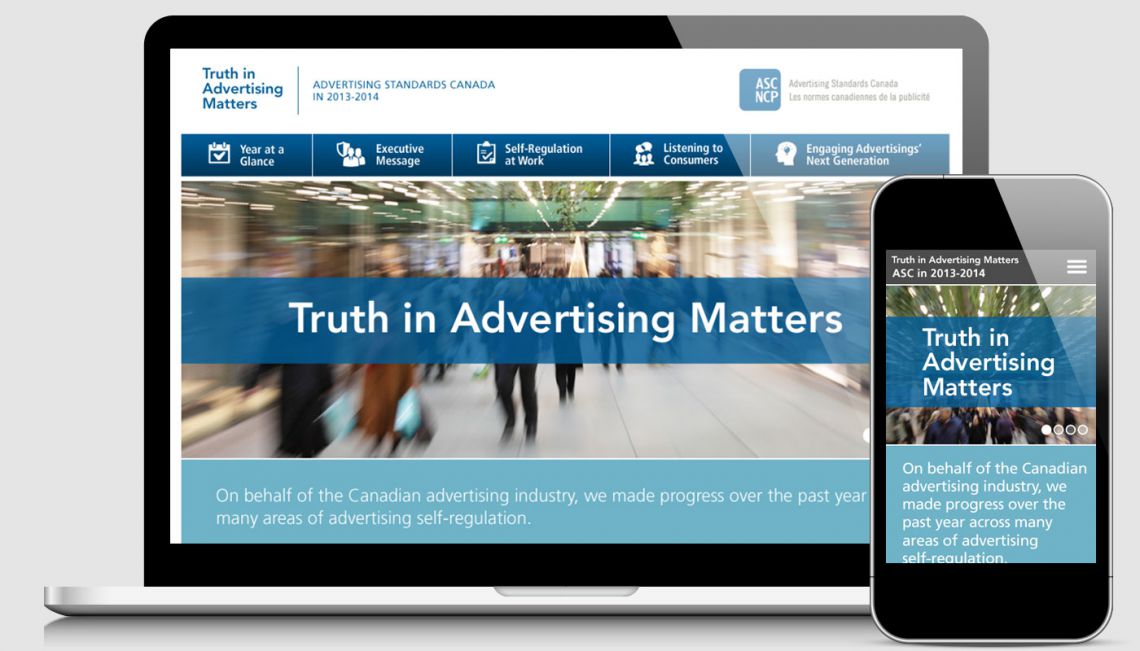 Truth in
Advertising
Matters
ADVERTISING STANDARDS CANADA
IN 2013-2014
ASC
NCP
Advertising Standards Canada
Les normes canadiennes de la publicité
Year at a
Glance
Executive
Message
Self-Regulation
at Work
Listening to
Consumers
Engaging Advertisings'
Next Generation
Truth in Advertising Matters
On behalf of the Canadian advertising industry, we made progress over the past year
many areas of advertising self-regulation.
Truth in Advertising Matters
ASC in 2013-2014
Truth in
Advertising
Matters
On behalf of the Canadian
advertising industry, we
made progress over the
past year across many
areas of advertising
self-regulation.